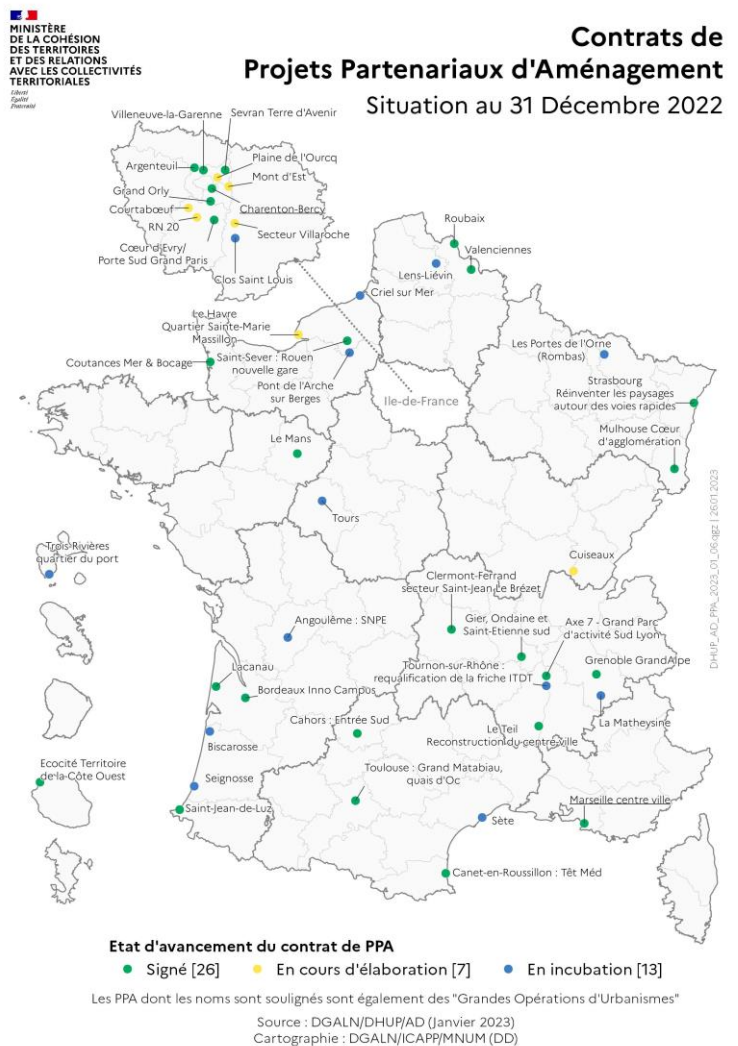 MINISTÈRE
DE LA COHÉSION
DES TERRITOIRES
ET DES RELATIONS
AVEC LES COLLECTIVITÉS
TERRITORIALES
Liberté
Égalité
Fraternité
Contrats de
Projets Partenariaux d'Aménagement
Situation au 31 Décembre 2022
Villeneuve-la-Garenne
Sevran Terre d'Avenir
Argenteuil
Plaine de l'Ourcq
Mont d'Est
Grand Orly
Courtabœuf
Charenton-Bercy
RN 20
Secteur Villaroche
Cœur d'Evry/
Porte Sud Grand Paris
Clos Saint Louis
Roubaix
Valenciennes
Lens-Liévin
Criel sur Mer
Le Havre
Quartier Sainte-Marie
Massillon
Coutances Mer & Bocage
Saint-Sever : Rouen
nouvelle gare
Pont de l'Arche
sur Berges
Ile-de-France
Les Portes de l'Orne
(Rombas)
Strasbourg
Réinventer les paysages
autour des voies rapides
Mulhouse Cœur
d'agglomération
Le Mans
Tours
Trois Rivières
quartier du port
Cuiseaux
Clermont-Ferrand
secteur Saint-Jean Le Brézet
Angoulême : SNPE
Gier, Ondaine et
Saint-Etienne sud
Axe 7 - Grand Parc
d'activité Sud Lyon
Tournon-sur-Rhône :
requalification de la friche ITDT
Grenoble GrandAlpe
Lacanau
Bordeaux Inno Campus
La Matheysine
Cahors : Entrée Sud
Le Teil
Reconstruction du centre-ville
Biscarosse
Ecocité Territoire
de la Côte Ouest
Seignosse
Toulouse : Grand Matabiau,
quais d'Oc
Saint-Jean-de-Luz
Sète
Marseille centre ville
Canet-en-Roussillon : Têt Méd
DHUP_AD_PPA_2023_01_06.qgz | 26.01.2023
Etat d'avancement du contrat de PPA
Signé [26]
En cours d'élaboration [7]
En incubation [13]
Les PPA dont les noms sont soulignés sont également des "Grandes Opérations d'Urbanismes"
Source : DGALN/DHUP/AD (Janvier 2023)
Cartographie : DGALN/ICAPP/MNUM (DD)